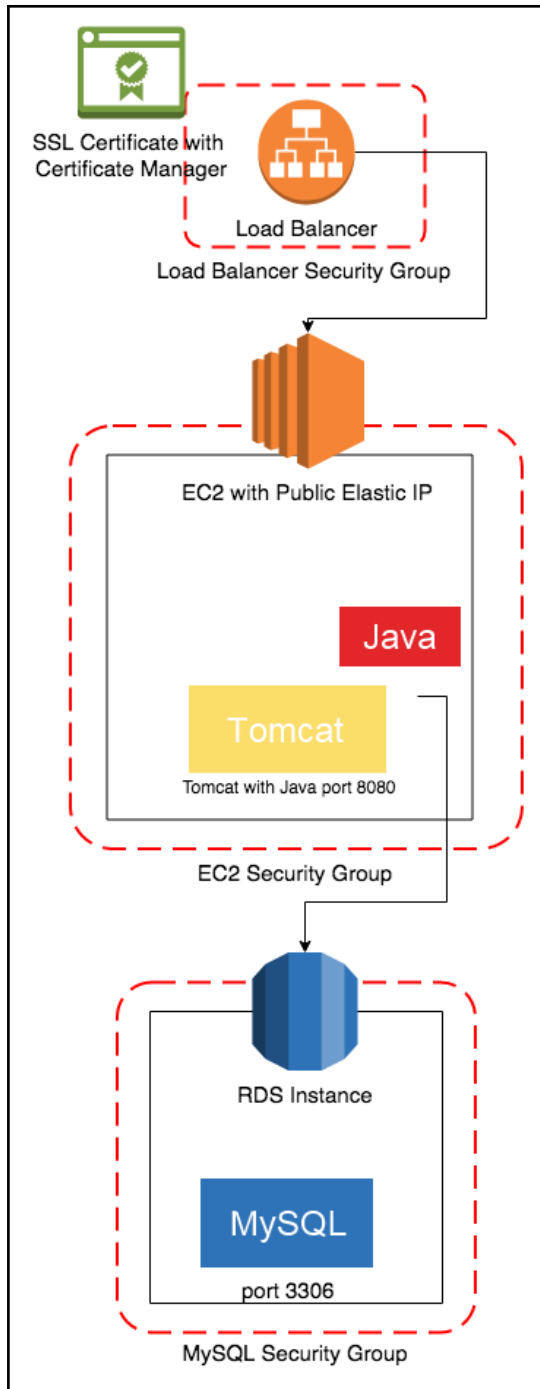 SSL Certificate with
Certificate Manager
Load Balancer
Load Balancer Security Group
EC2 with Public Elastic IP
Java
Tomcat
Tomcat with Java port 8080
EC2 Security Group
RDS Instance
MySQL
port 3306
MySQL Security Group